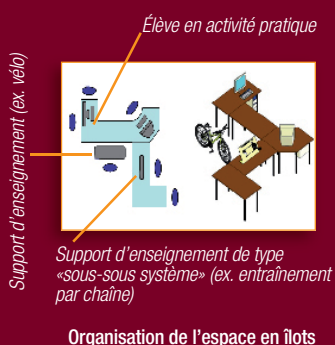 Élève en activité pratique
Support d'enseignement (ex. vélo)
Support d'enseignement de type
«sous-sous système» (ex. entraînement
par chaîne)
Organisation de l'espace en îlots